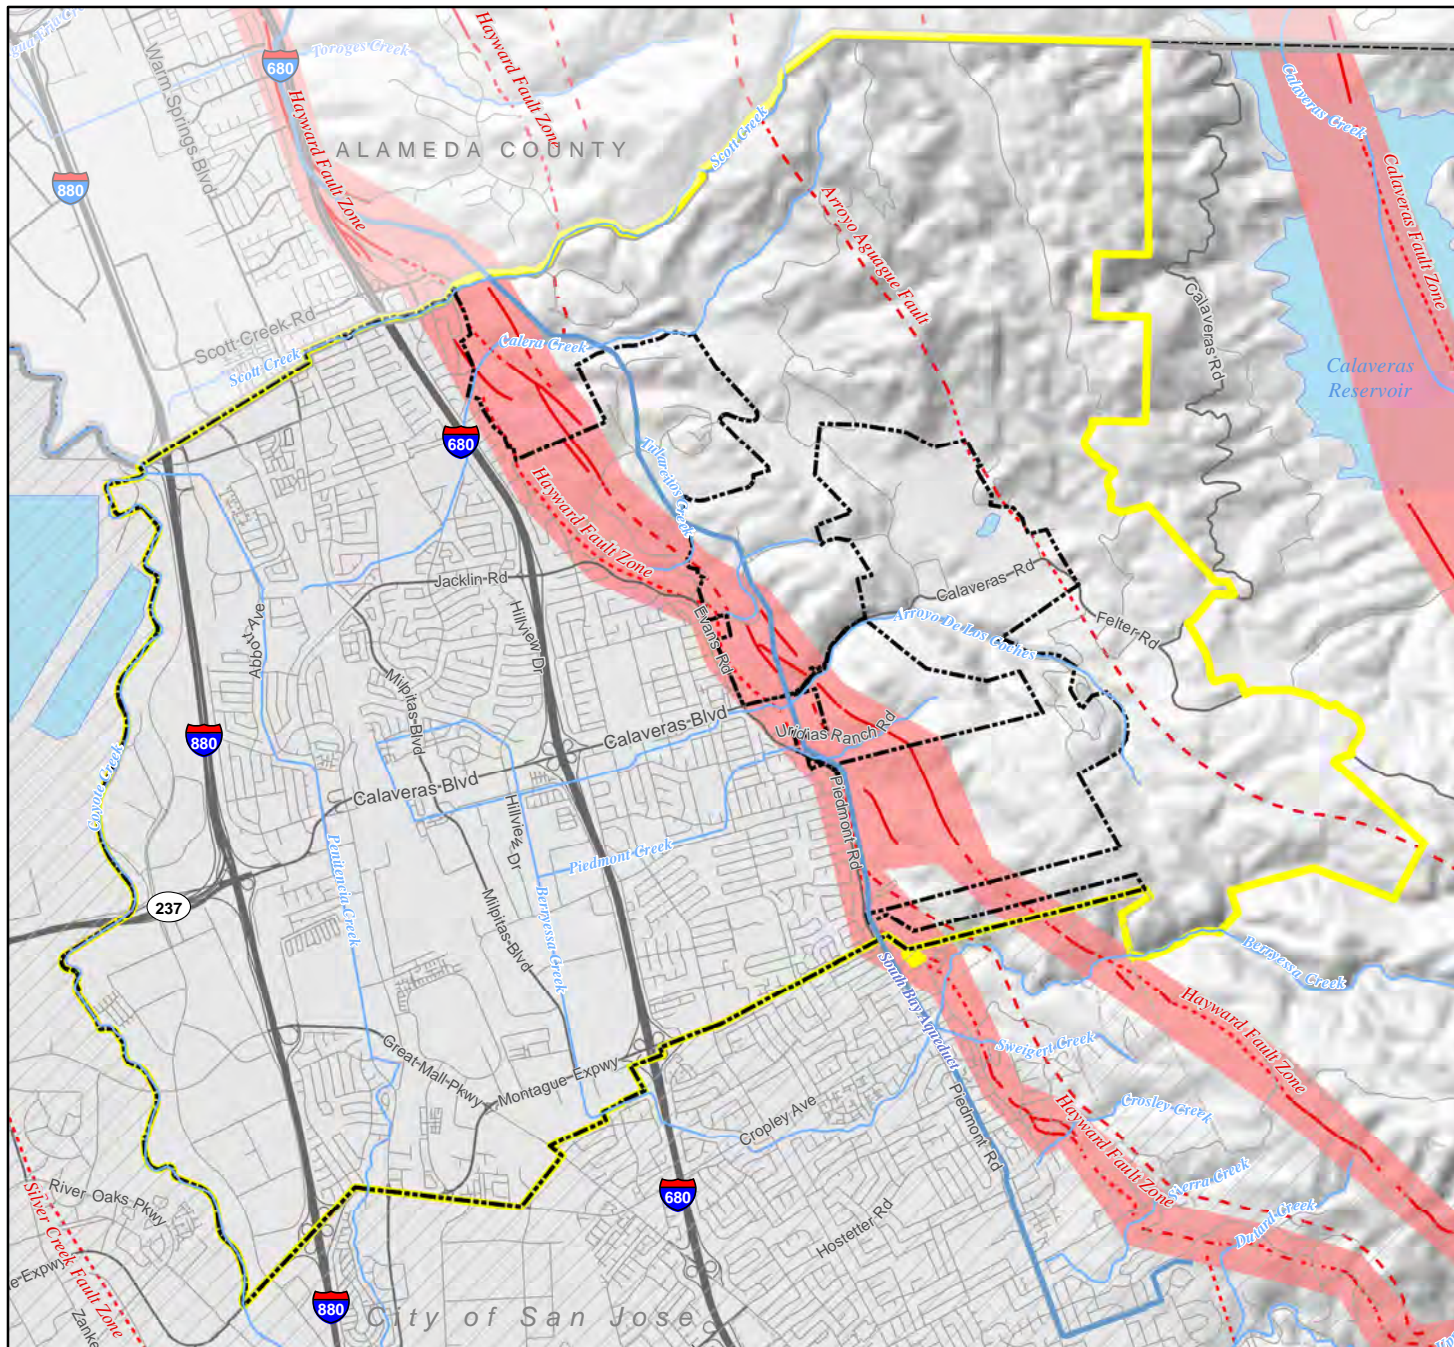 680
Toroges Creek
Warm Springs Blvd
Hayward Fault Zone
Hayward Fault Zone
ALAMEDA COUNTY
880
Scott Creek
Calaveras Creek
Calaveras Fault Zone
Arroyo Aguague Fault
Calaveras Rd
Scott Creek Rd
Scott Creek
Calera Creek
Calaveras
Reservoir
680
Tularcitos Creek
Hayward Fault Zone
Jacklin Rd
Calaveras Rd
Abbott Ave
Hillview Dr
Evans Rd
Arroyo De Los Coches
Felter Rd
Milpitas Blvd
880
Calaveras Blvd
Uridias Ranch Rd
Coyote Creek
Calaveras Blvd
Hillview Dr
Piedmont Rd
Penitencia Creek
Piedmont Creek
237
Milpitas Blvd
Berryessa Creek
Berryessa Creek
South Bay Aqueduct
Hayward Fault Zone
Great Mall Pkwy
Montague Expwy
Sweigert Creek
Piedmont Rd
Cropley Ave
Crosley Creek
Hayward Fault Zone
Sierra Creek
River Oaks Pkwy
680
Silver Creek Fault Zone
Hostetter Rd
Dutard Creek
e Expwy
880
City of San Jose
Zanke